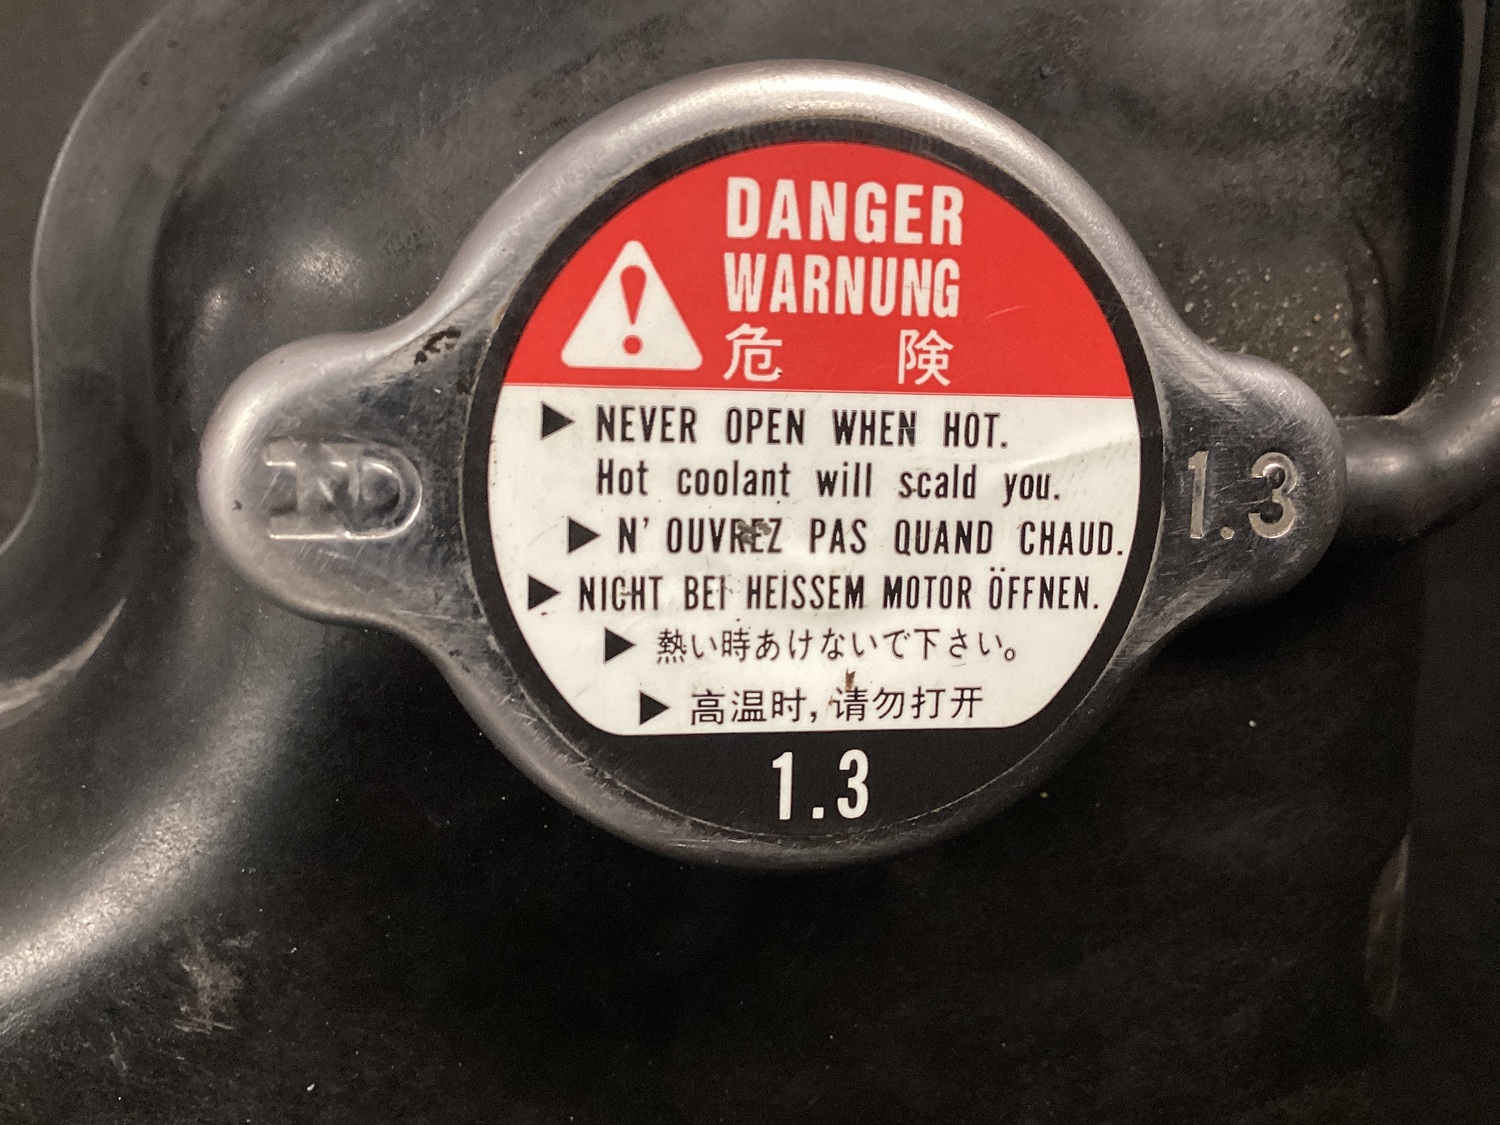 DANGER
WARNUNG
危 険
NEVER OPEN WHEN HOT.
Hot coolant will scald you.
N' OUVREZ PAS QUAND CHAUD.
NICHT BEI HEISSEM MOTOR ÖFFNEN.
熱い時あけないで下さい。
高温时,请勿打开
1.3
1.3